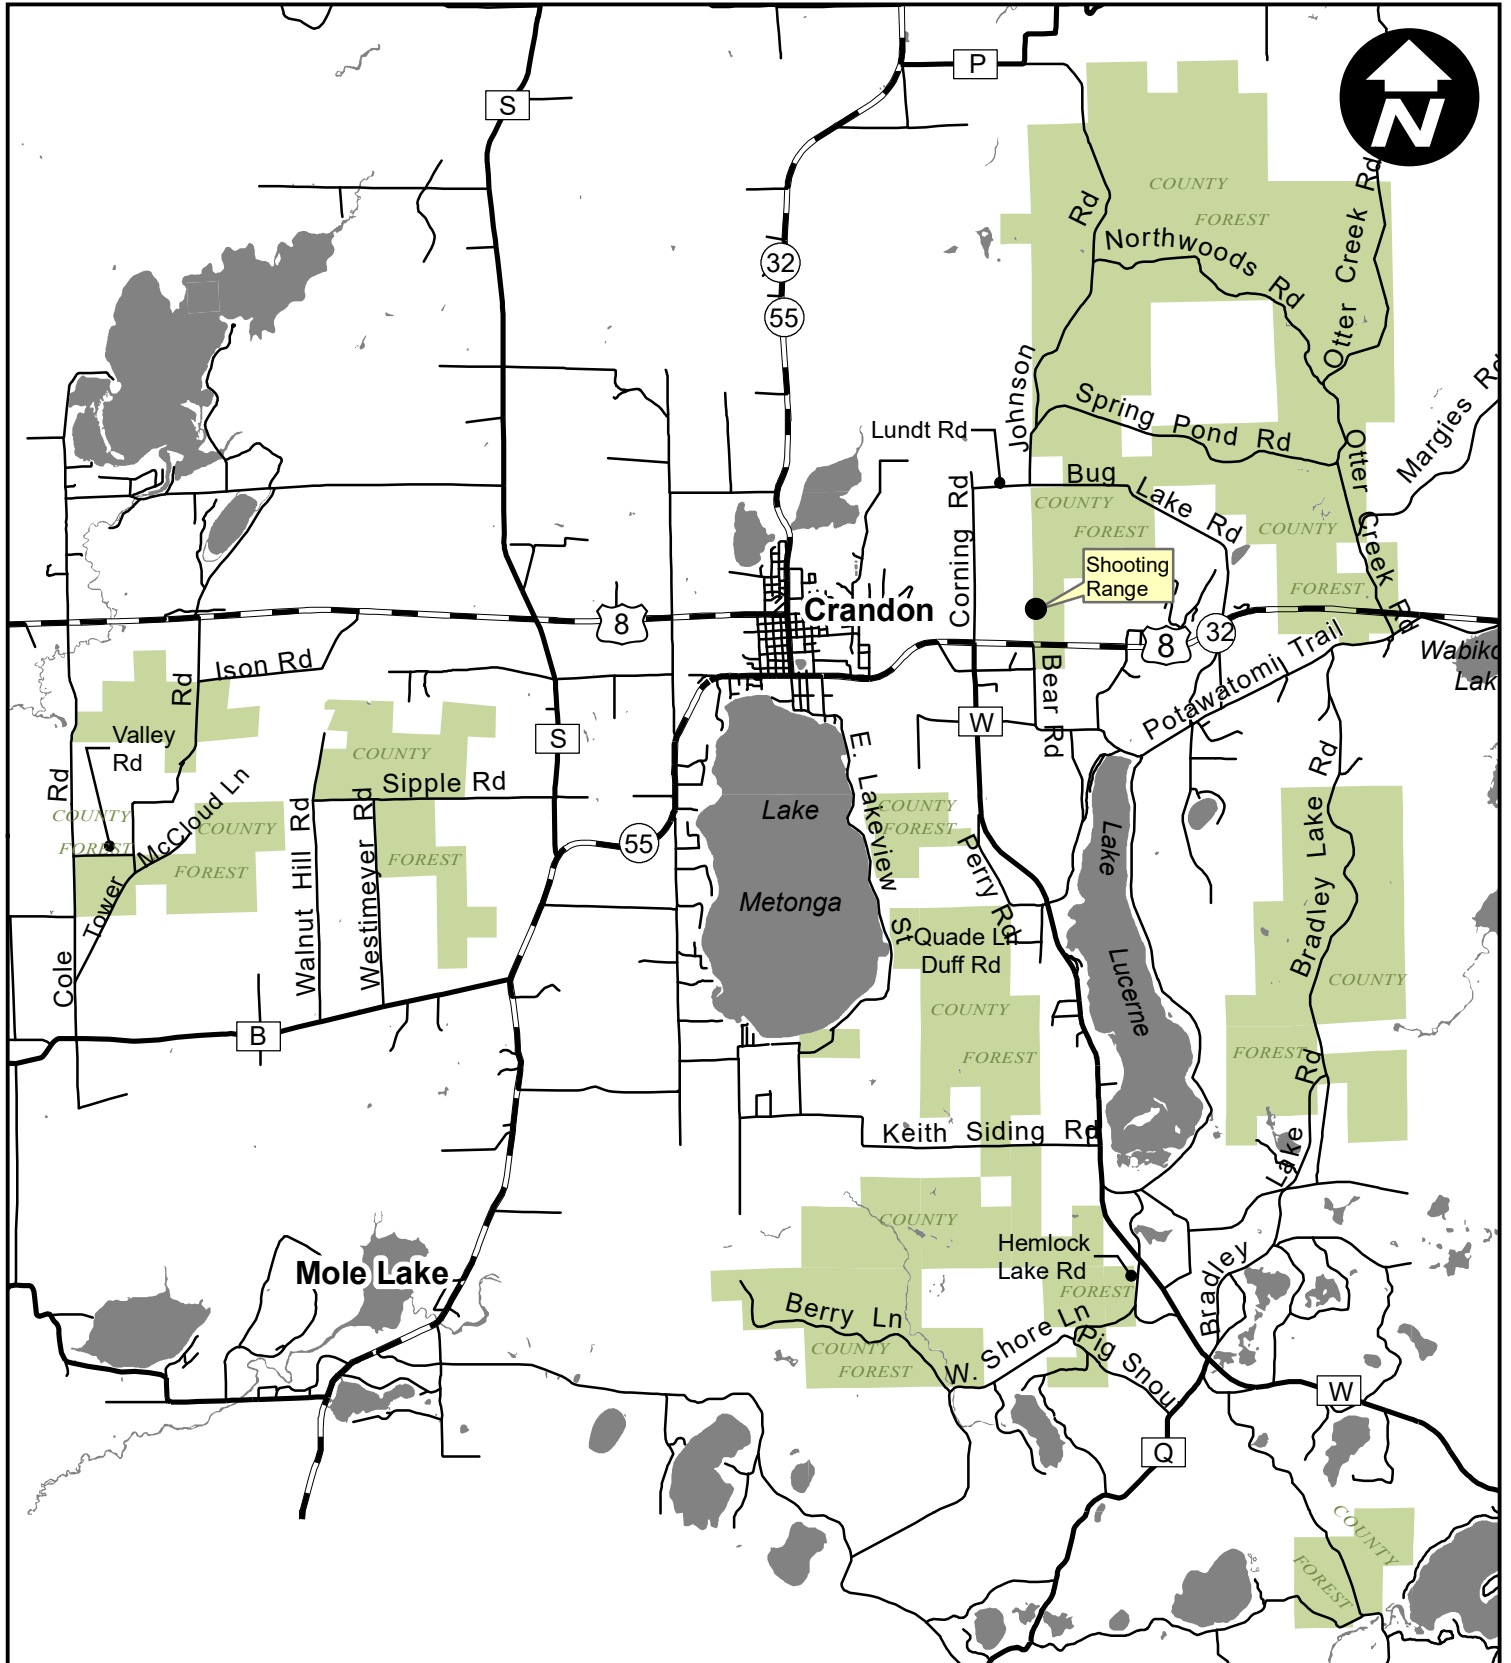 P
S
N
COUNTY
FOREST
Rd
Northwoods Rd
Otter Creek Rd
32
55
Johnson
Spring Pond Rd
Margies Rd
Lundt Rd
Otter Creek Rd
Bug Lake Rd
COUNTY
FOREST
COUNTY
FOREST
Corning Rd
Shooting
Range
Crandon
8
8
32
Ison Rd
Rd
Bear Rd
Potawatomi Trail
Valley
Rd
S
W
COUNTY
Sipple Rd
E. Lakeview St
Rd
McCloud Ln
COUNTY
FOREST
COUNTY
FOREST
Walnut Hill Rd
Westimeyer Rd
FOREST
55
Lake
Metonga
COUNTY
FOREST
Perry Rd
Lake
Lucerne
Bradley Lake Rd
Tower
Cole
Quade Ln
Duff Rd
COUNTY
FOREST
COUNTY
FOREST
Rd
B
Keith Siding Rd
Lake
COUNTY
Hemlock
Lake Rd
FOREST
Mole Lake
Bradley
Berry Ln
W. Shore Ln
Pig Snou
COUNTY
FOREST
W
Q
COUNTY
FOREST